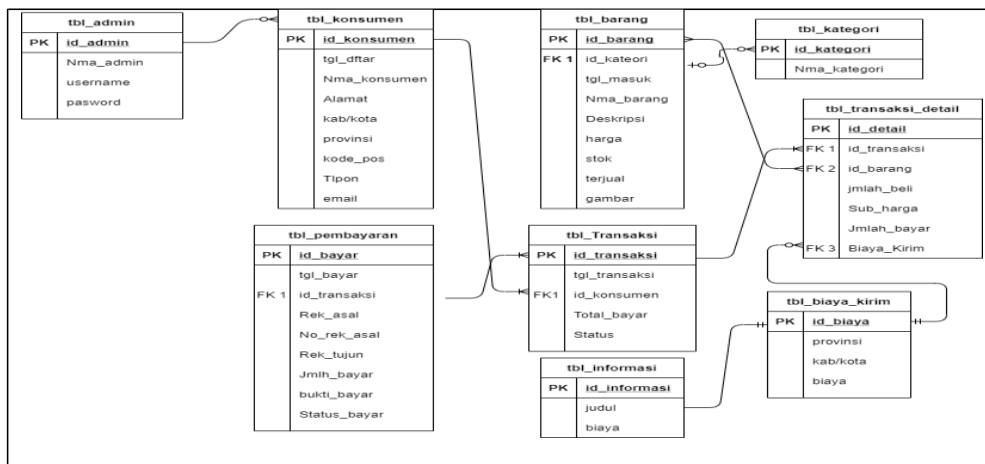 tbl_admin
PK id_admin
Nma_admin
username
pasword
tbl_konsumen
PK id_konsumen
tgl_dftar
Nma_konsumen
Alamat
kab/kota
provinsi
kode_pos
Tlpon
email
tbl_barang
PK id_barang
FK 1 id_kateori
tgl_masuk
Nma_barang
Deskripsi
harga
stok
terjual
gambar
tbl_kategori
PK id_kategori
Nma_kategori
tbl_transaksi_detail
PK id_detail
FK 1 id_transaksi
FK 2 id_barang
jmlah_beli
Sub_harga
Jmlah_bayar
FK 3 Biaya_Kirim
tbl_pembayaran
PK id_bayar
tgl_bayar
FK 1 id_transaksi
Rek_asal
No_rek_asal
Rek_tujun
Jmlh_bayar
bukti_bayar
Status_bayar
tbl_Transaksi
PK id_transaksi
tgl_transaksi
FK1 id_konsumen
Total_bayar
Status
tbl_biaya_kirim
PK id_biaya
provinsi
kab/kota
biaya
tbl_informasi
PK id_informasi
judul
biaya